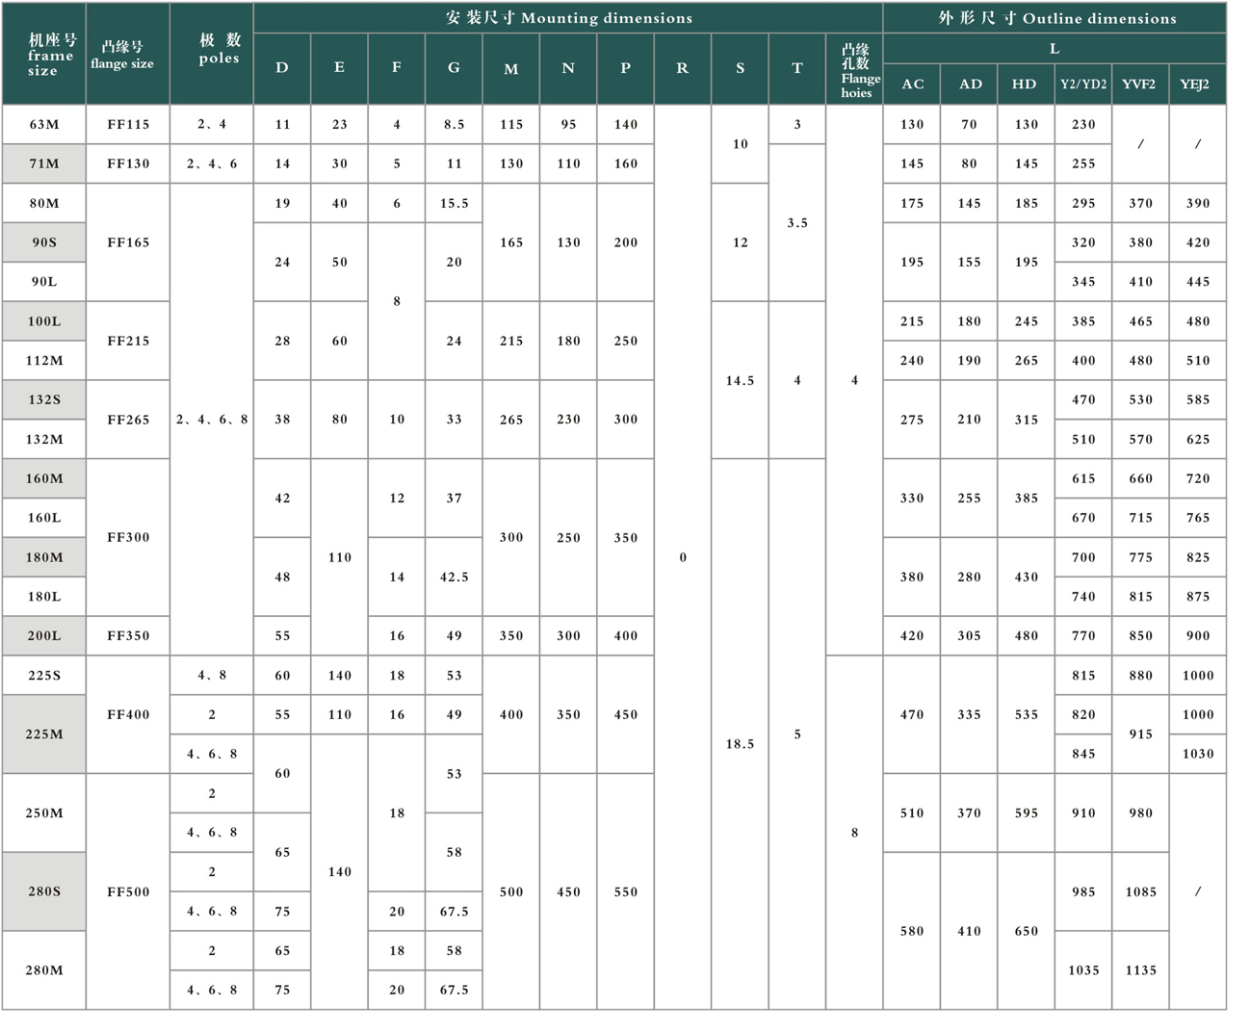 机座号 frame size 凸缘号 flange size 极 数 poles 安 装 尺 寸 Mounting dimensions 外 形 尺 寸 Outline dimensions
D E F G M N P R S T 凸缘孔数 Flange hoies L
AC AD HD Y2/YD2 YVF2 YEJ2
63M FF115 2、4 11 23 4 8.5 115 95 140 0 10 3 4 130 70 130 230 / /
71M FF130 2、4、6 14 30 5 11 130 110 160 3.5 145 80 145 255
80M FF165 2、4、6、8 19 40 6 15.5 165 130 200 12 175 145 185 295 370 390
90S 24 50 8 20 195 155 195 320 380 420
90L 345 410 445
100L FF215 28 60 24 215 180 250 14.5 4 215 180 245 385 465 480
112M 240 190 265 400 480 510
132S FF265 38 80 10 33 265 230 300 275 210 315 470 530 585
132M 510 570 625
160M FF300 42 110 12 37 300 250 350 18.5 5 330 255 385 615 660 720
160L 670 715 765
180M 48 14 42.5 380 280 430 700 775 825
180L 740 815 875
200L FF350 55 16 49 350 300 400 420 305 480 770 850 900
225S FF400 4、8 60 140 18 53 400 350 450 8 470 335 535 815 880 1000
225M 2 55 110 16 49 820 915 1000
4、6、8 60 140 18 53 845 1030
250M FF500 2 500 450 550 510 370 595 910 980 /
4、6、8 65 58
280S 2 580 410 650 985 1085
4、6、8 75 20 67.5
280M 2 65 18 58 1035 1135
4、6、8 75 20 67.5